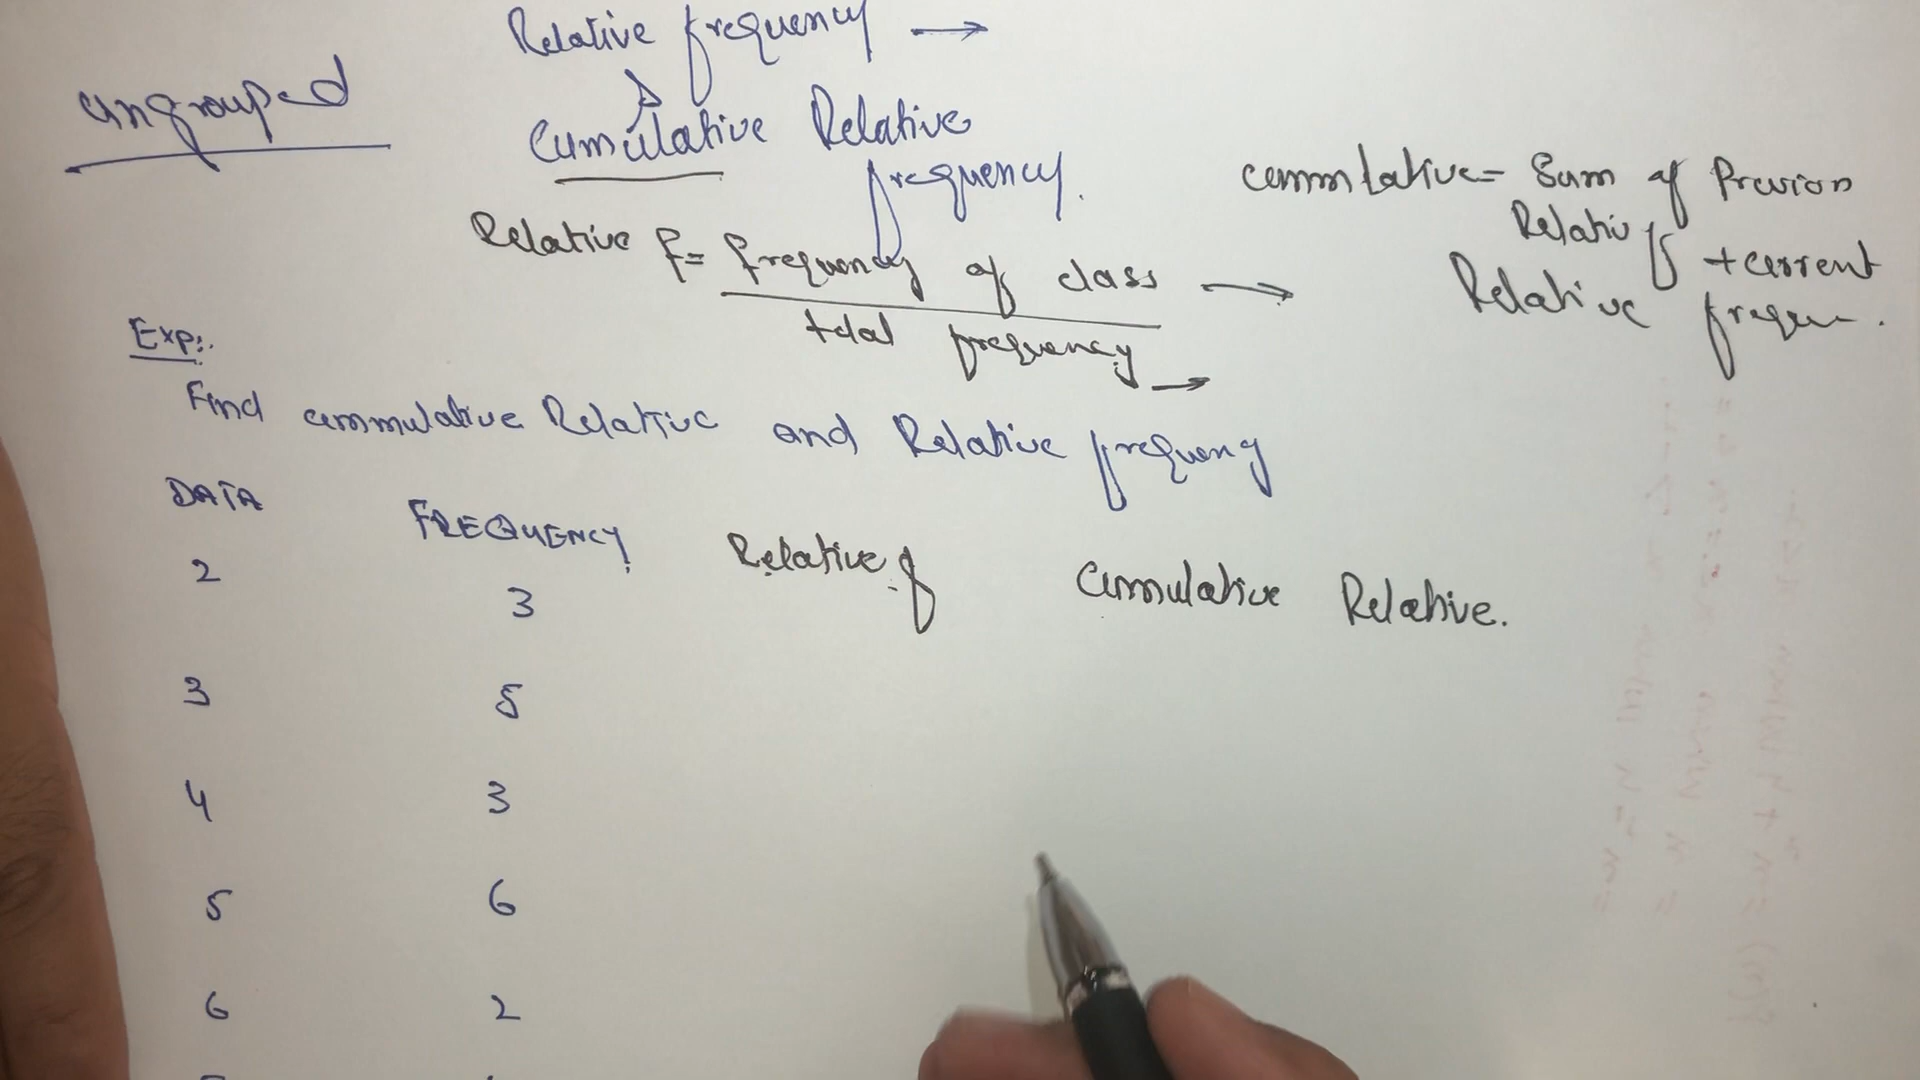 Relative frequency →
ungrouped
Cumulative Relative
frequency.
cummlative = Sum of Previous
Relativ f + current
Relative freque-.
Relative f = frequency of class →
total frequency →
Exp:.
Find cummulative Relative and Relative frequency
DATA FREQUENCY Relative f Cumulative Relative.
2 3
3 5
4 3
5 6
6 2